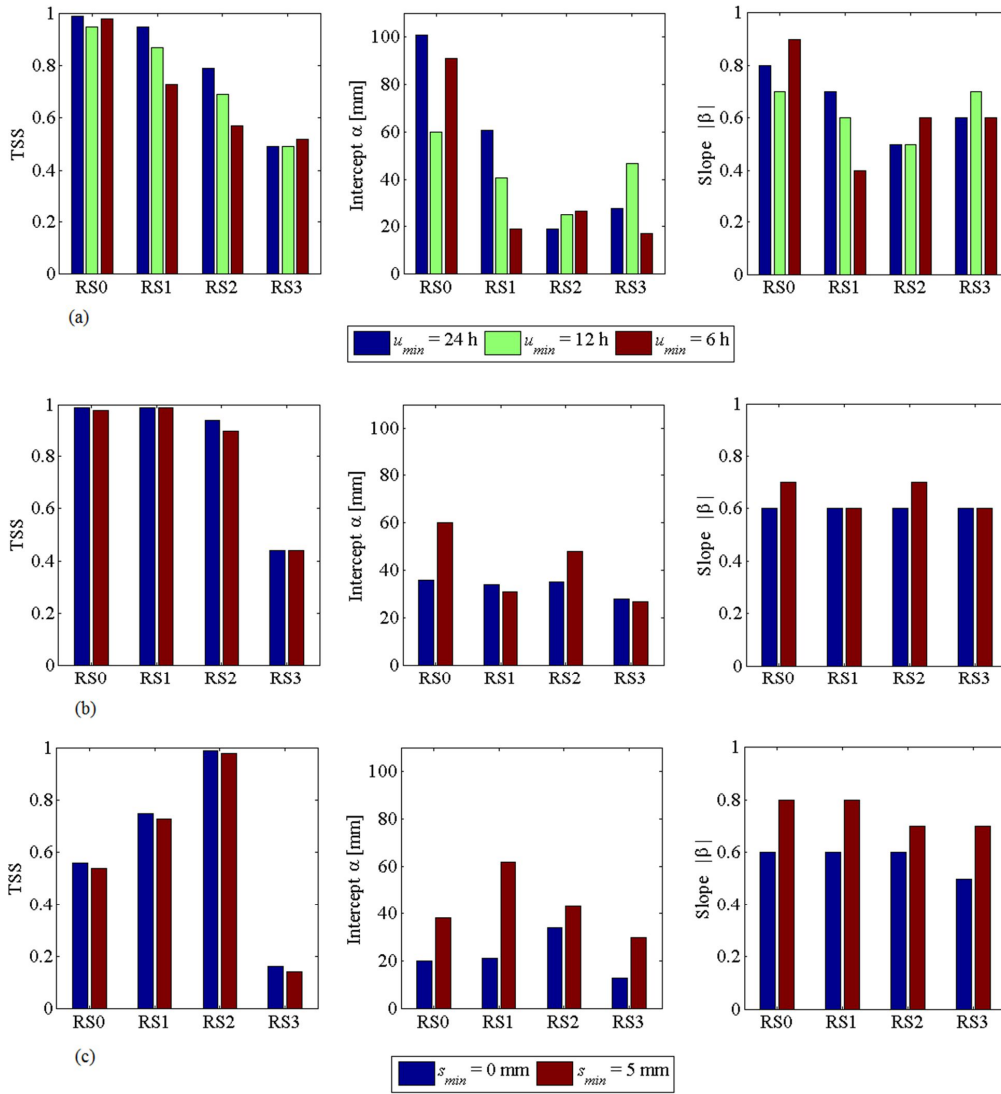 1
0.8
0.6
0.4
0.2
0
TSS
RS0 RS1 RS2 RS3
100
80
60
40
20
0
Intercept α [mm]
RS0 RS1 RS2 RS3
1
0.8
0.6
0.4
0.2
0
Slope |β|
RS0 RS1 RS2 RS3
(a)
u_min = 24 h u_min = 12 h u_min = 6 h
1
0.8
0.6
0.4
0.2
0
TSS
RS0 RS1 RS2 RS3
100
80
60
40
20
0
Intercept α [mm]
RS0 RS1 RS2 RS3
1
0.8
0.6
0.4
0.2
0
Slope |β|
RS0 RS1 RS2 RS3
(b)
1
0.8
0.6
0.4
0.2
0
TSS
RS0 RS1 RS2 RS3
100
80
60
40
20
0
Intercept α [mm]
RS0 RS1 RS2 RS3
1
0.8
0.6
0.4
0.2
0
Slope |β|
RS0 RS1 RS2 RS3
(c)
s_min = 0 mm s_min = 5 mm